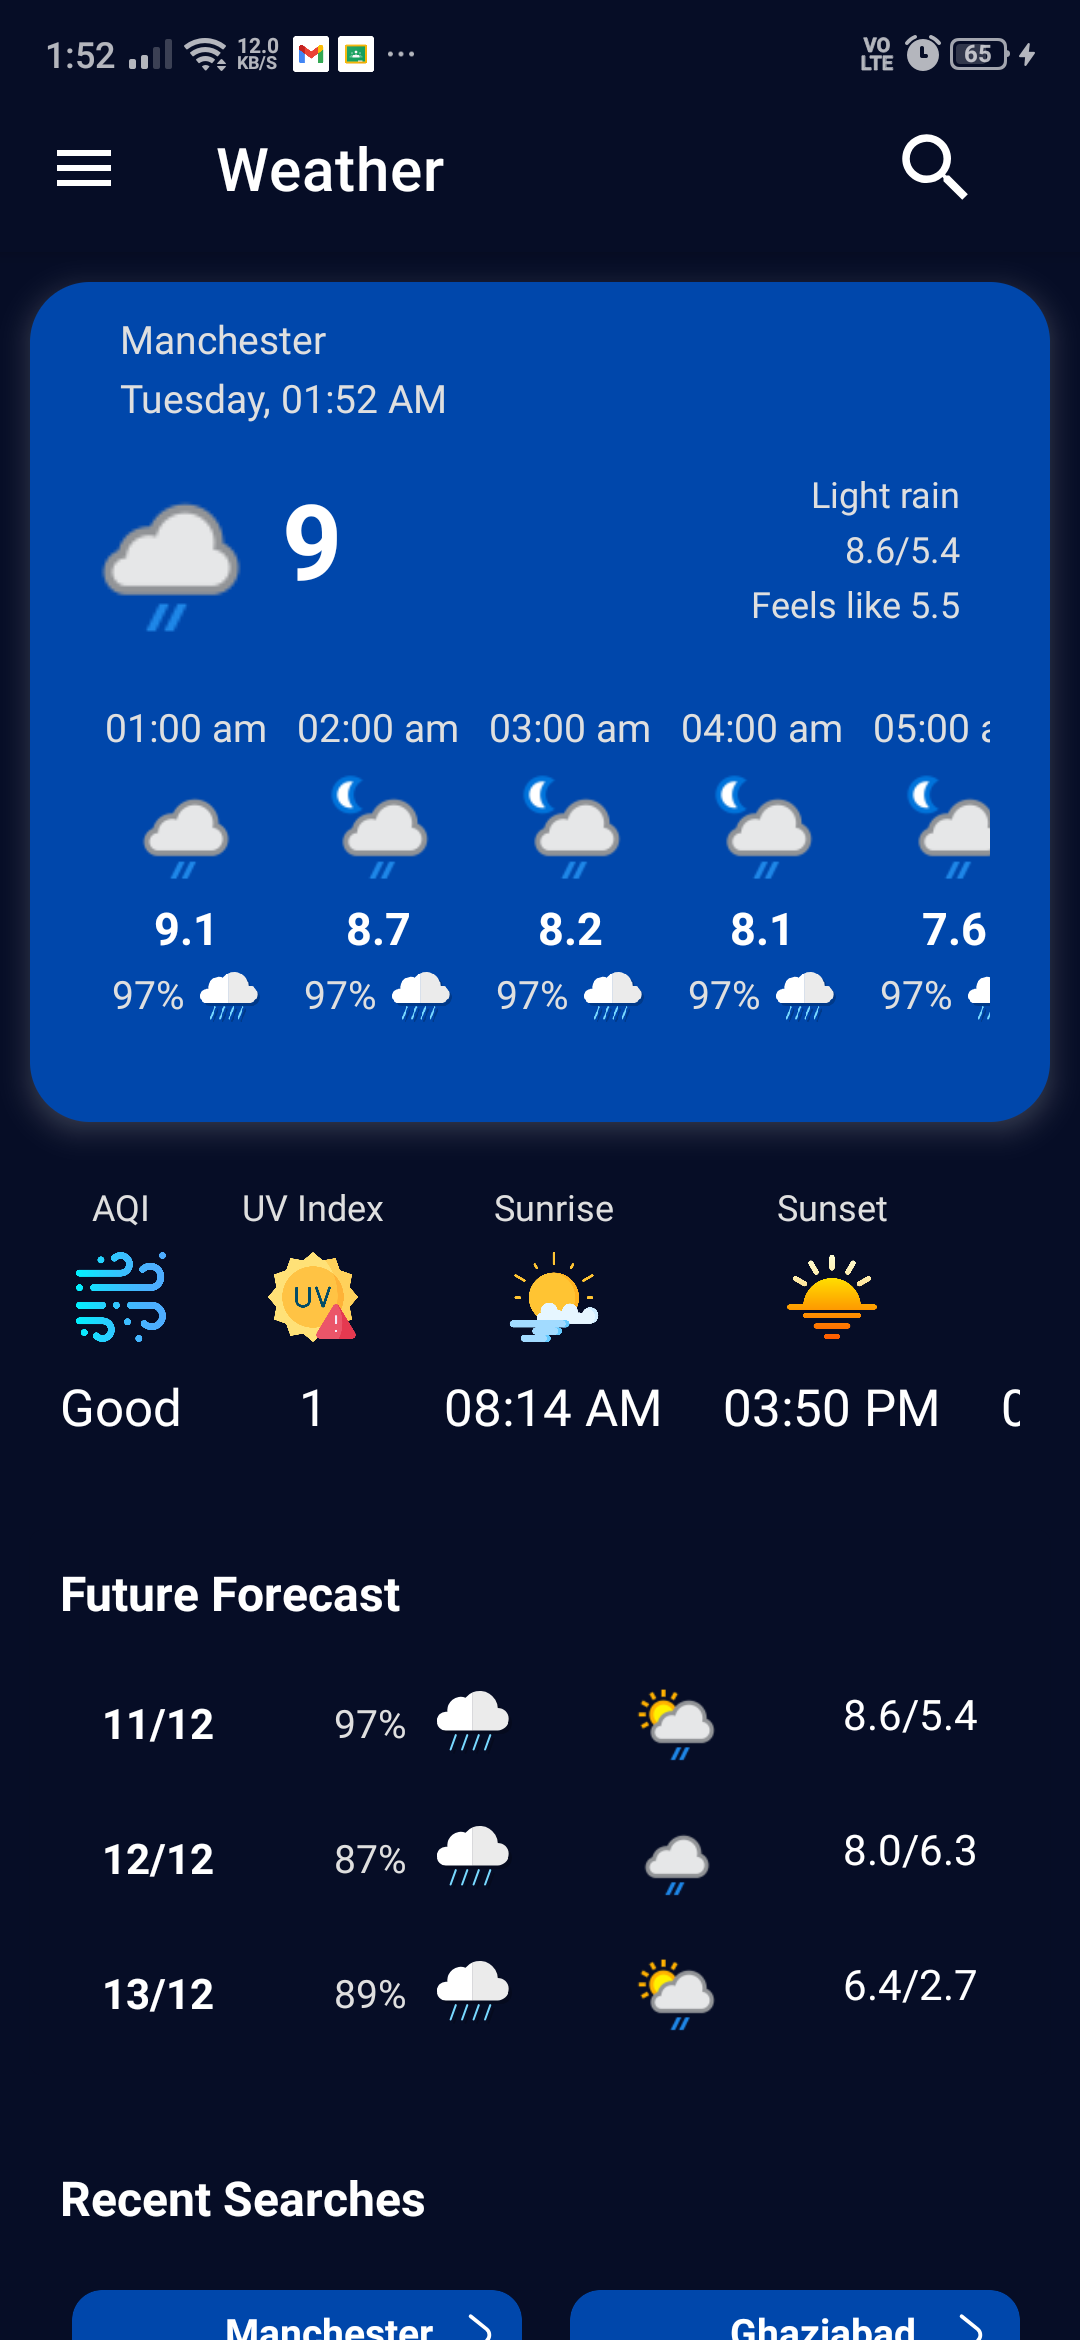 1:52 12.0 KB/S VO LTE 65
Weather
Manchester
Tuesday, 01:52 AM
9
Light rain
8.6/5.4
Feels like 5.5
01:00 am 02:00 am 03:00 am 04:00 am 05:00
9.1 8.7 8.2 8.1 7.6
97% 97% 97% 97% 97%
AQI UV Index Sunrise Sunset
UV
Good 1 08:14 AM 03:50 PM
Future Forecast
11/12 97% 8.6/5.4
12/12 87% 8.0/6.3
13/12 89% 6.4/2.7
Recent Searches
Manchester Ghaziabad